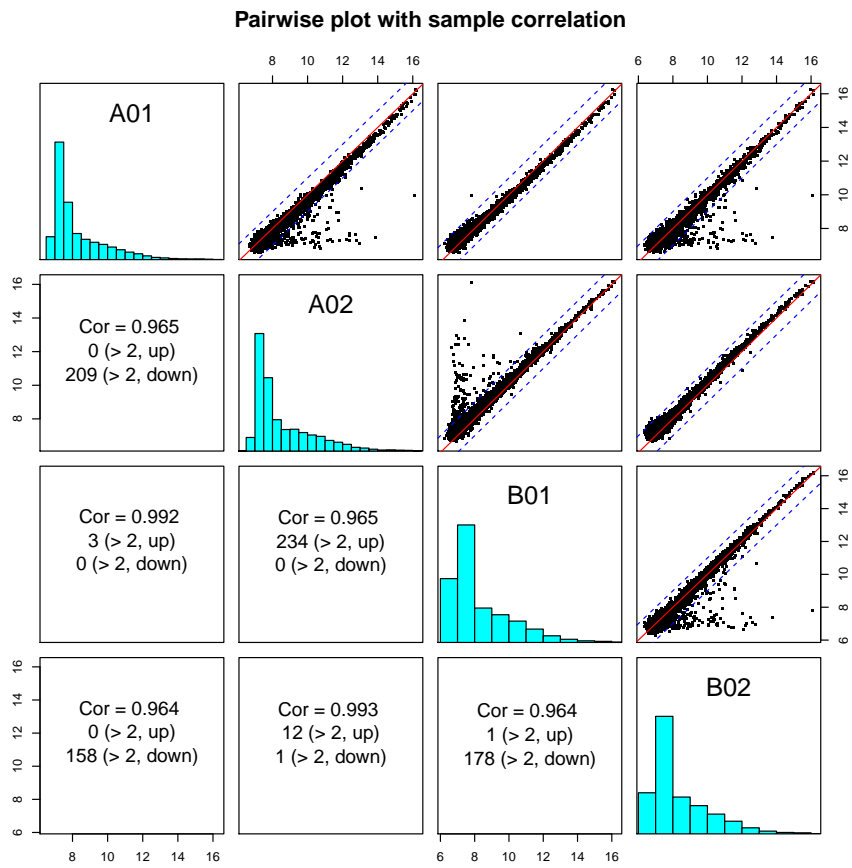 Pairwise plot with sample correlation
8 10 12 14 16
6 8 10 12 14 16
A01
8 10 12 14 16
8 10 12 14 16
Cor = 0.965
0 (> 2, up)
209 (> 2, down)
A02
Cor = 0.992
3 (> 2, up)
0 (> 2, down)
Cor = 0.965
234 (> 2, up)
0 (> 2, down)
B01
6 8 10 12 14 16
6 8 10 12 14 16
Cor = 0.964
0 (> 2, up)
158 (> 2, down)
Cor = 0.993
12 (> 2, up)
1 (> 2, down)
Cor = 0.964
1 (> 2, up)
178 (> 2, down)
B02
8 10 12 14 16
6 8 10 12 14 16